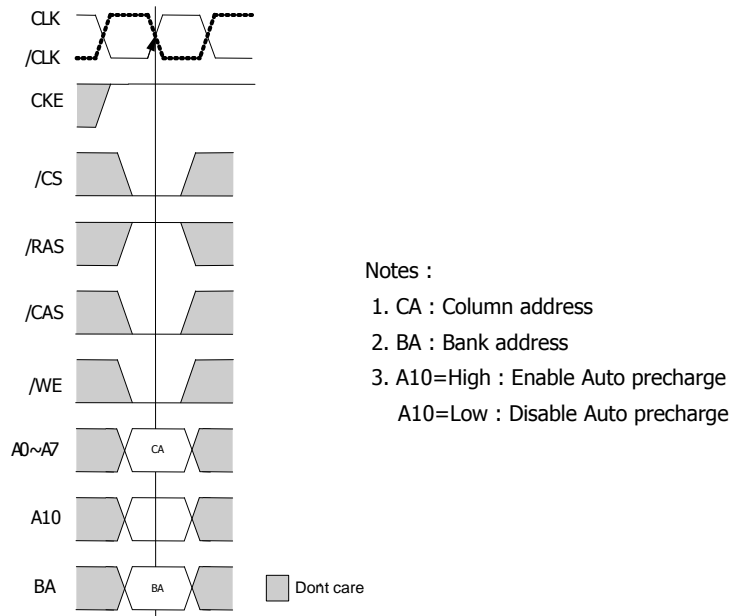 CLK
/CLK
CKE
/CS
/RAS
/CAS
/WE
A0~A7
CA
A10
BA
BA
Dont care
Notes :
1. CA : Column address
2. BA : Bank address
3. A10=High : Enable Auto precharge
A10=Low : Disable Auto precharge